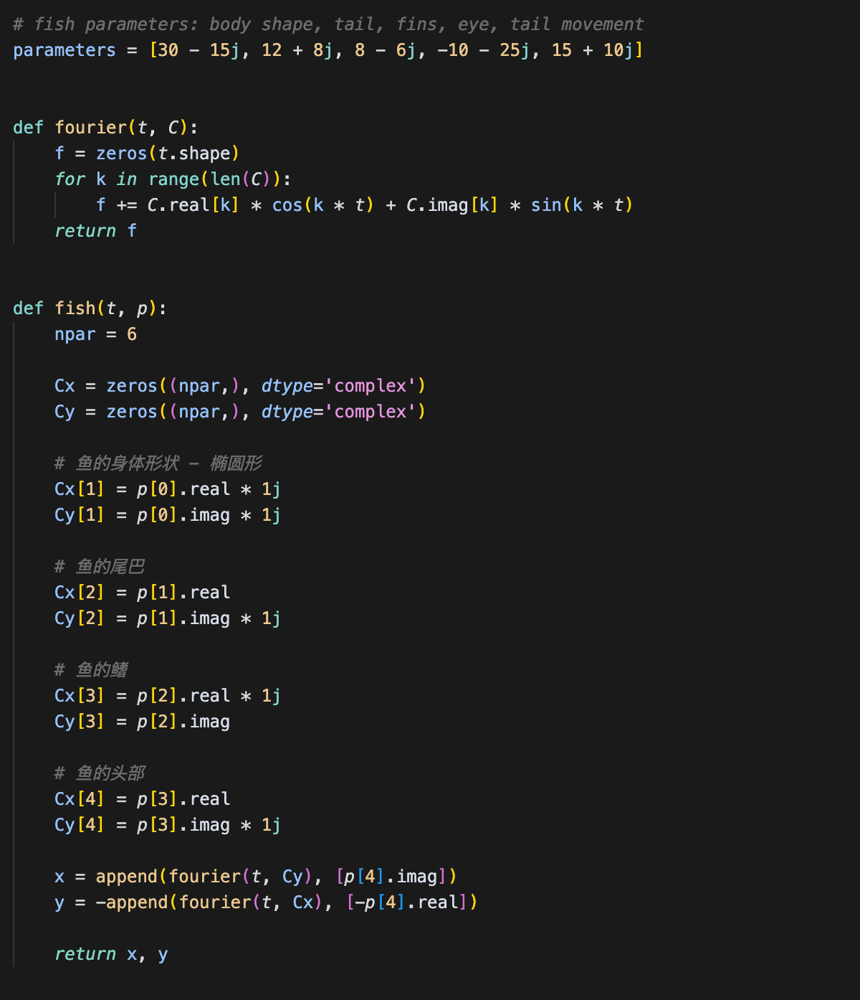 # fish parameters: body shape, tail, fins, eye, tail movement
parameters = [30 - 15j, 12 + 8j, 8 - 6j, -10 - 25j, 15 + 10j]
def fourier(t, C):
    f = zeros(t.shape)
    for k in range(len(C)):
        f += C.real[k] * cos(k * t) + C.imag[k] * sin(k * t)
    return f
def fish(t, p):
    npar = 6
    Cx = zeros((npar,), dtype='complex')
    Cy = zeros((npar,), dtype='complex')
    # 鱼的身体形状 - 椭圆形
    Cx[1] = p[0].real * 1j
    Cy[1] = p[0].imag * 1j
    # 鱼的尾巴
    Cx[2] = p[1].real
    Cy[2] = p[1].imag * 1j
    # 鱼的鳍
    Cx[3] = p[2].real * 1j
    Cy[3] = p[2].imag
    # 鱼的头部
    Cx[4] = p[3].real
    Cy[4] = p[3].imag * 1j
    x = append(fourier(t, Cy), [p[4].imag])
    y = -append(fourier(t, Cx), [-p[4].real])
    return x, y